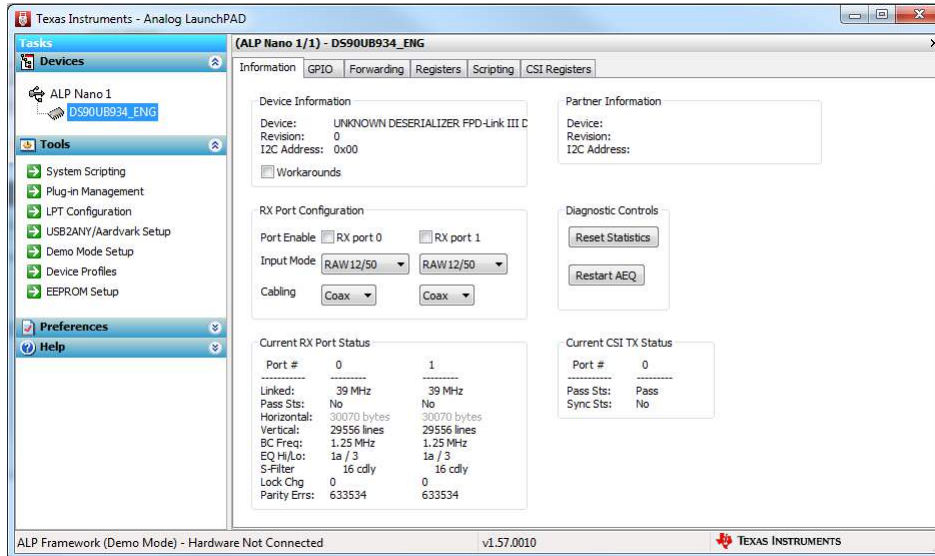 Texas Instruments - Analog LaunchPAD
Tasks
Devices
ALP Nano 1
DS90UB934_ENG
Tools
System Scripting
Plug-in Management
LPT Configuration
USB2ANY/Aardvark Setup
Demo Mode Setup
Device Profiles
EEPROM Setup
Preferences
Help
(ALP Nano 1/1) - DS90UB934_ENG
Information GPIO Forwarding Registers Scripting CSI Registers
Device Information
Device: UNKNOWN DESERIALIZER FPD-Link III D
Revision: 0
I2C Address: 0x00
Workarounds
Partner Information
Device:
Revision:
I2C Address:
RX Port Configuration
Port Enable RX port 0 RX port 1
Input Mode RAW12/50 RAW12/50
Cabling Coax Coax
Diagnostic Controls
Reset Statistics
Restart AEQ
Current RX Port Status
Port # 0 1
----------- --------- ---------
Linked: 39 MHz 39 MHz
Pass Sts: No No
Horizontal: 30070 bytes 30070 bytes
Vertical: 29556 lines 29556 lines
BC Freq: 1.25 MHz 1.25 MHz
EQ Hi/Lo: 1a / 3 1a / 3
S-Filter 16 cdly 16 cdly
Lock Chg 0 0
Parity Errs: 633534 633534
Current CSI TX Status
Port # 0
----------- ---------
Pass Sts: Pass
Sync Sts: No
ALP Framework (Demo Mode) - Hardware Not Connected v1.57.0010 TEXAS INSTRUMENTS